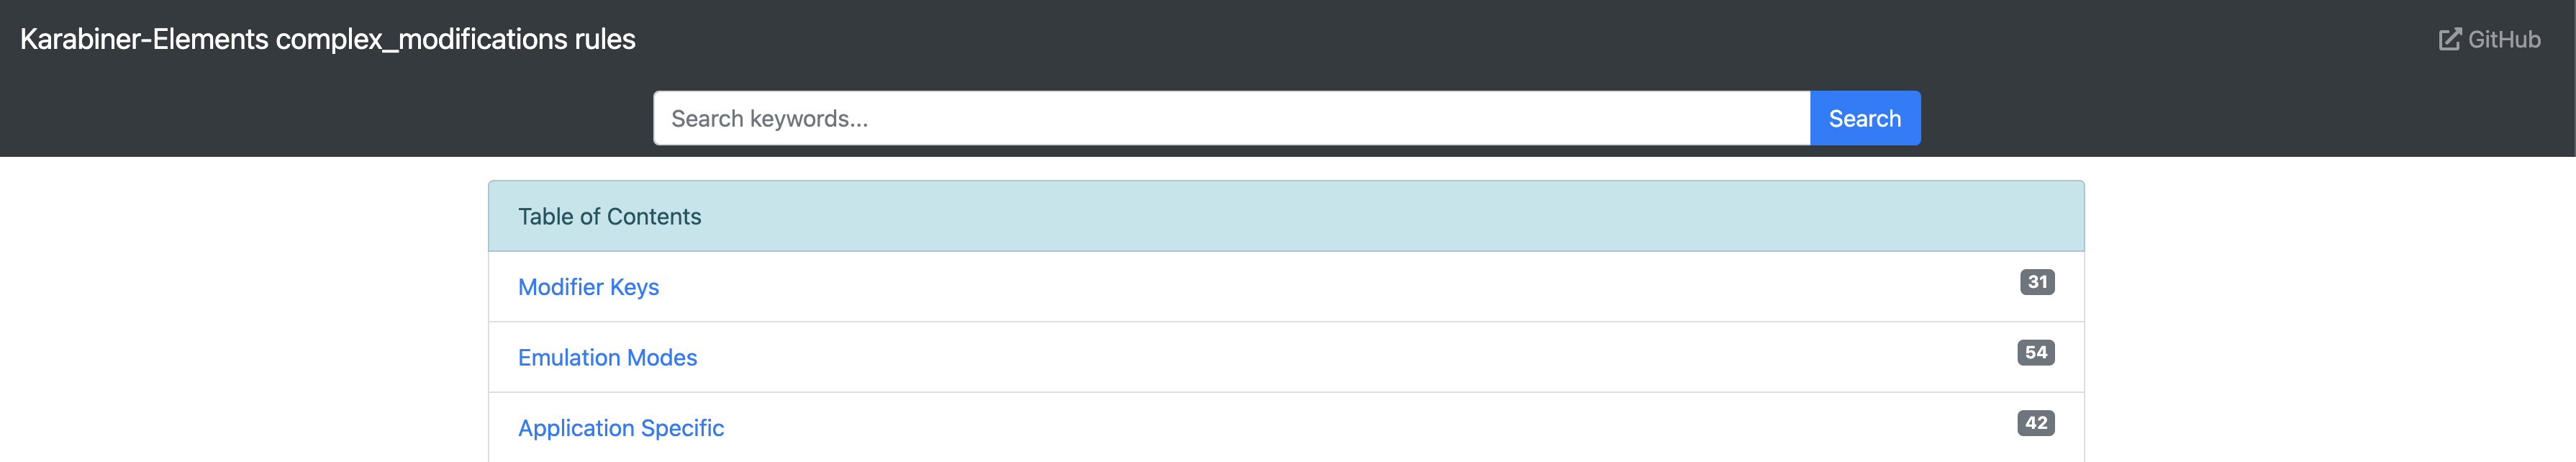 Karabiner-Elements complex_modifications rules
GitHub
Search keywords...
Search
Table of Contents
Modifier Keys 31
Emulation Modes 54
Application Specific 42